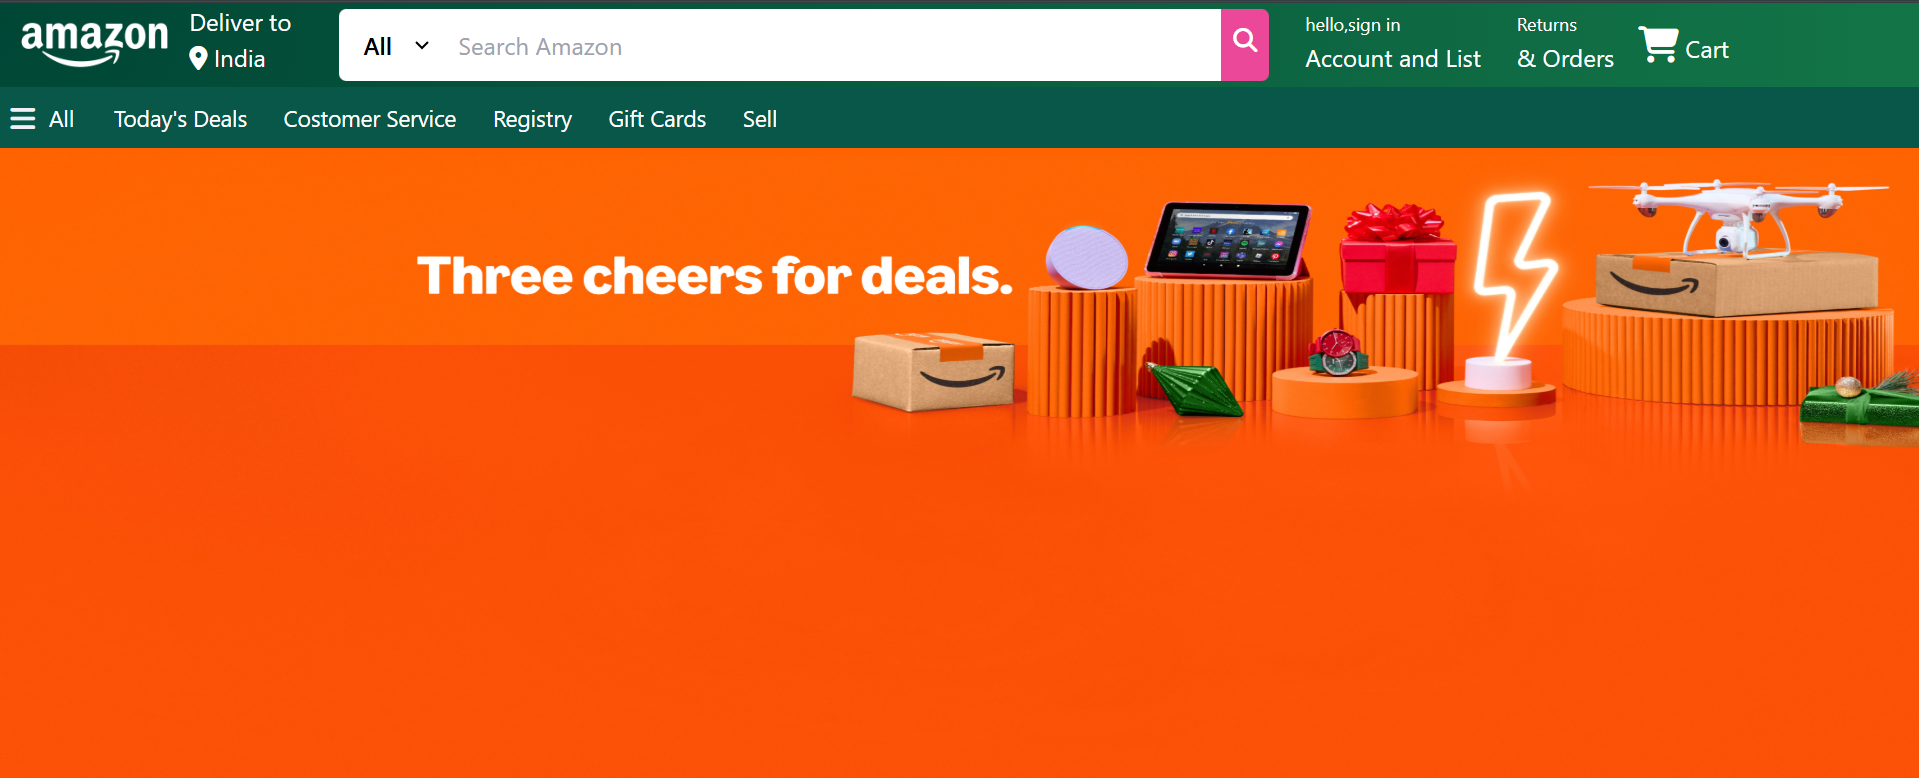 amazon
Deliver to
India
All
Search Amazon
hello,sign in
Account and List
Returns
& Orders
Cart
All
Today's Deals
Costomer Service
Registry
Gift Cards
Sell
Three cheers for deals.